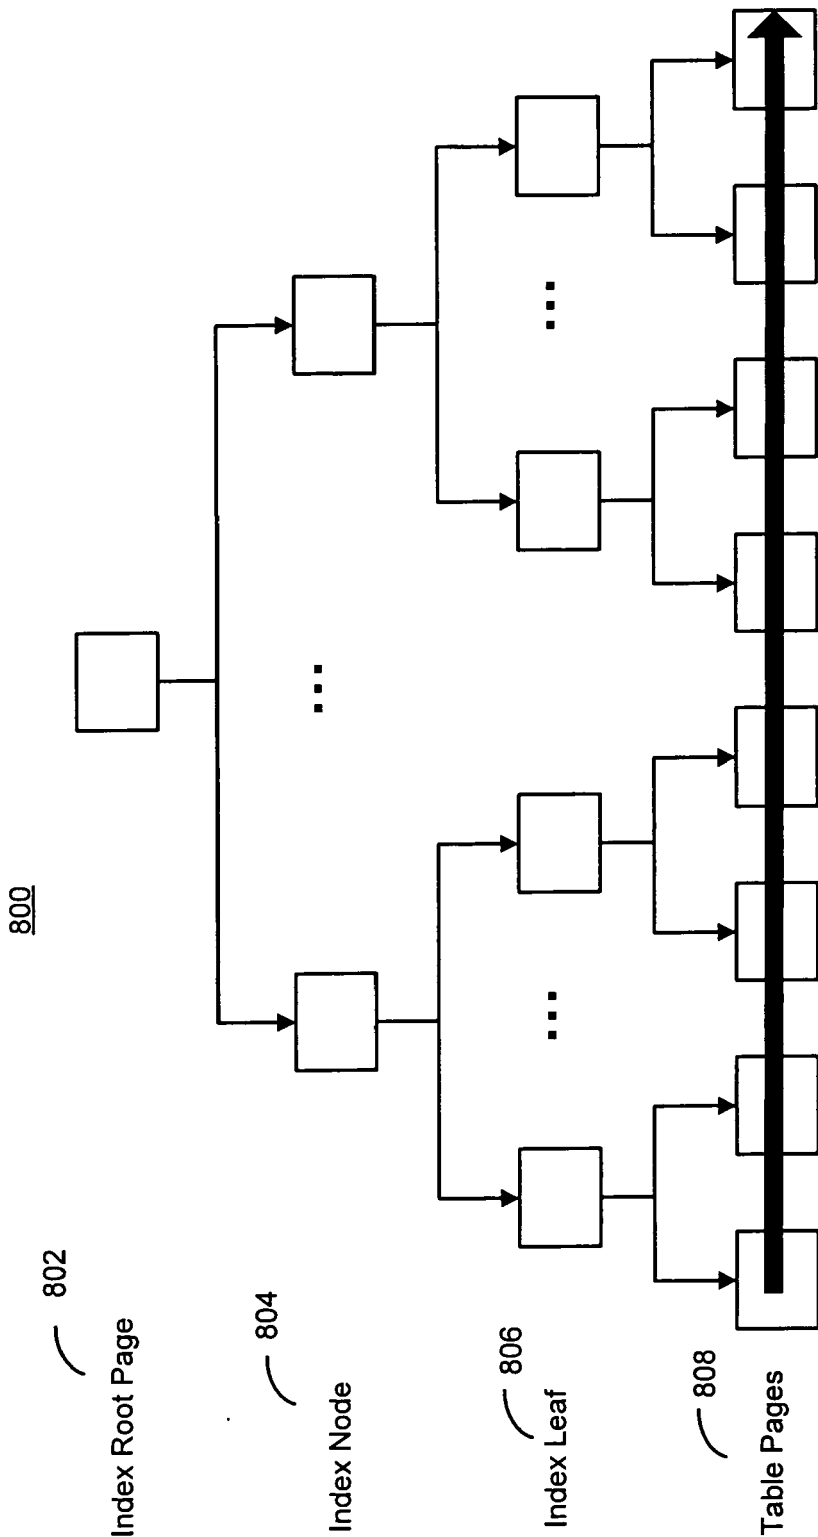 800
802
Index Root Page
804
Index Node
806
Index Leaf
808
Table Pages